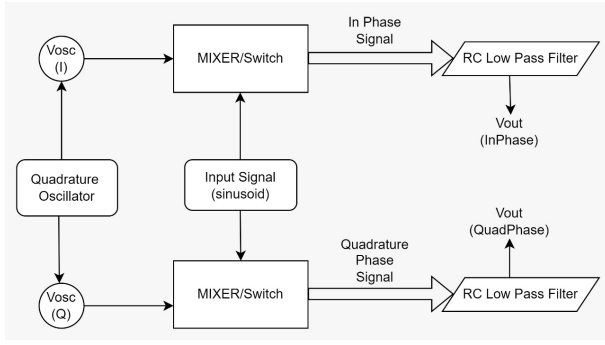 Vosc
(I)
MIXER/Switch
In Phase
Signal
RC Low Pass Filter
Vout
(InPhase)
Quadrature
Oscillator
Input Signal
(sinusoid)
Vout
(QuadPhase)
Vosc
(Q)
MIXER/Switch
Quadrature
Phase
Signal
RC Low Pass Filter